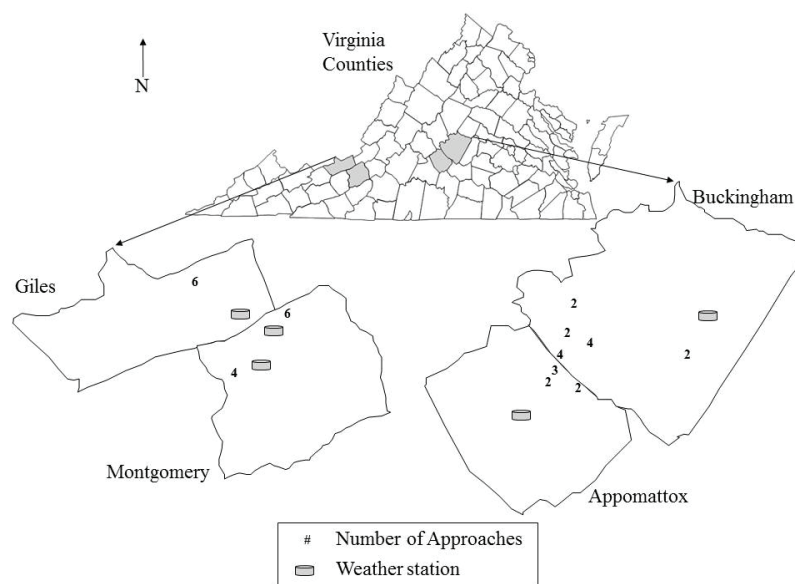 Virginia
Counties
N
Buckingham
Giles
6
6
4
2
2
4
4
3
2
2
2
Montgomery
Appomattox
# Number of Approaches
Weather station